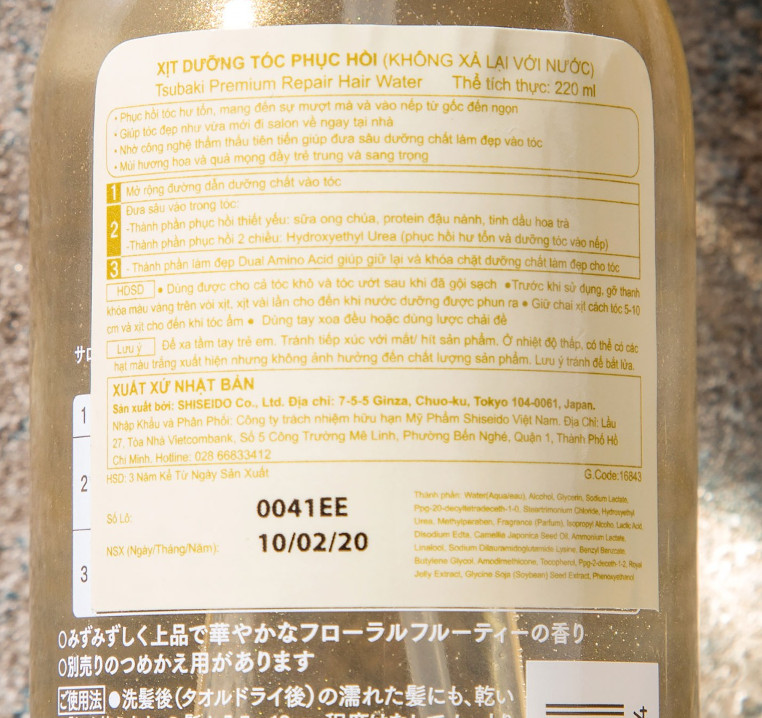 XỊT DƯỠNG TÓC PHỤC HỒI (KHÔNG XẢ LẠI VỚI NƯỚC)
Tsubaki Premium Repair Hair Water Thể tích thực: 220 ml
• Phục hồi tóc hư tổn, mang đến sự mượt mà và vào nếp từ gốc đến ngọn
• Giúp tóc đẹp như vừa mới đi salon về ngay tại nhà
• Nhờ công nghệ thẩm thấu tiên tiến giúp đưa sâu dưỡng chất làm đẹp vào tóc
• Mùi hương hoa và quả mọng đầy trẻ trung và sang trọng
1 Mở rộng đường dẫn dưỡng chất vào tóc
2 Đưa sâu vào trong tóc:
-Thành phần phục hồi thiết yếu: sữa ong chúa, protein đậu nành, tinh dầu hoa trà
-Thành phần phục hồi 2 chiều: Hydroxyethyl Urea (phục hồi hư tổn và dưỡng tóc vào nếp)
3 - Thành phần làm đẹp Dual Amino Acid giúp giữ lại và khóa chặt dưỡng chất làm đẹp cho tóc
HDSD • Dùng được cho cả tóc khô và tóc ướt sau khi đã gội sạch •Trước khi sử dụng, gỡ thanh
khóa màu vàng trên vòi xịt, xịt vài lần cho đến khi nước dưỡng được phun ra • Giữ chai xịt cách tóc 5-10
cm và xịt cho đến khi tóc ẩm • Dùng tay xoa đều hoặc dùng lược chải để
Lưu ý Để xa tầm tay trẻ em. Tránh tiếp xúc với mắt/ hít sản phẩm. Ở nhiệt độ thấp, có thể có các
hạt màu trắng xuất hiện nhưng không ảnh hưởng đến chất lượng sản phẩm. Lưu ý tránh để bắt lửa.
XUẤT XỨ NHẬT BẢN
Sản xuất bởi: SHISEIDO Co., Ltd. Địa chỉ: 7-5-5 Ginza, Chuo-ku, Tokyo 104-0061, Japan.
Nhập Khẩu và Phân Phối: Công ty trách nhiệm hữu hạn Mỹ Phẩm Shiseido Việt Nam. Địa Chỉ: Lầu
27, Tòa Nhà Vietcombank, Số 5 Công Trường Mê Linh, Phường Bến Nghé, Quận 1, Thành Phố Hồ
Chí Minh. Hotline: 028 66833412
HSD: 3 Năm Kể Từ Ngày Sản Xuất G.Code:16843
Số Lô: 0041EE
NSX (Ngày/Tháng/Năm): 10/02/20
Thành phần: Water(Aqua/eau), Alcohol, Glycerin, Sodium Lactate,
Ppg-20-decyltetradeceth-10, Steartrimonium Chloride, Hydroxyethyl
Urea, Methylparaben, Fragrance (Parfum), Isopropyl Alcohol, Lactic Acid,
Disodium Edta, Camellia Japonica Seed Oil, Ammonium Lactate,
Linalool, Sodium Dilauramidoglutamide Lysine, Benzyl Benzoate,
Butylene Glycol, Amodimethicone, Tocopherol, Ppg-2-deceth-12, Royal
Jelly Extract, Glycine Soja (Soybean) Seed Extract, Phenoxyethanol
サロ
1
2
3
○みずみずしく上品で華やかなフローラルフルーティーの香り
○別売りのつめかえ用があります
ご使用法 ●洗髪後(タオルドライ後)の濡れた髪にも、乾い